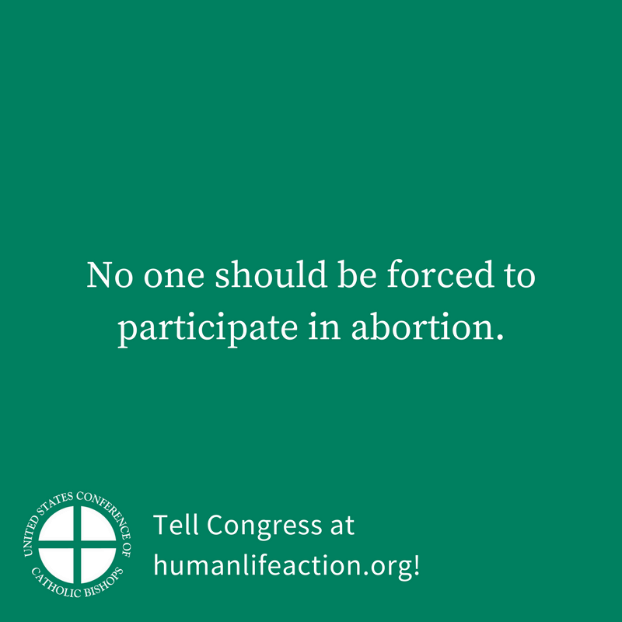 No one should be forced to
participate in abortion.
UNITED STATES CONFERENCE OF
CATHOLIC BISHOPS
Tell Congress at
humanlifeaction.org!